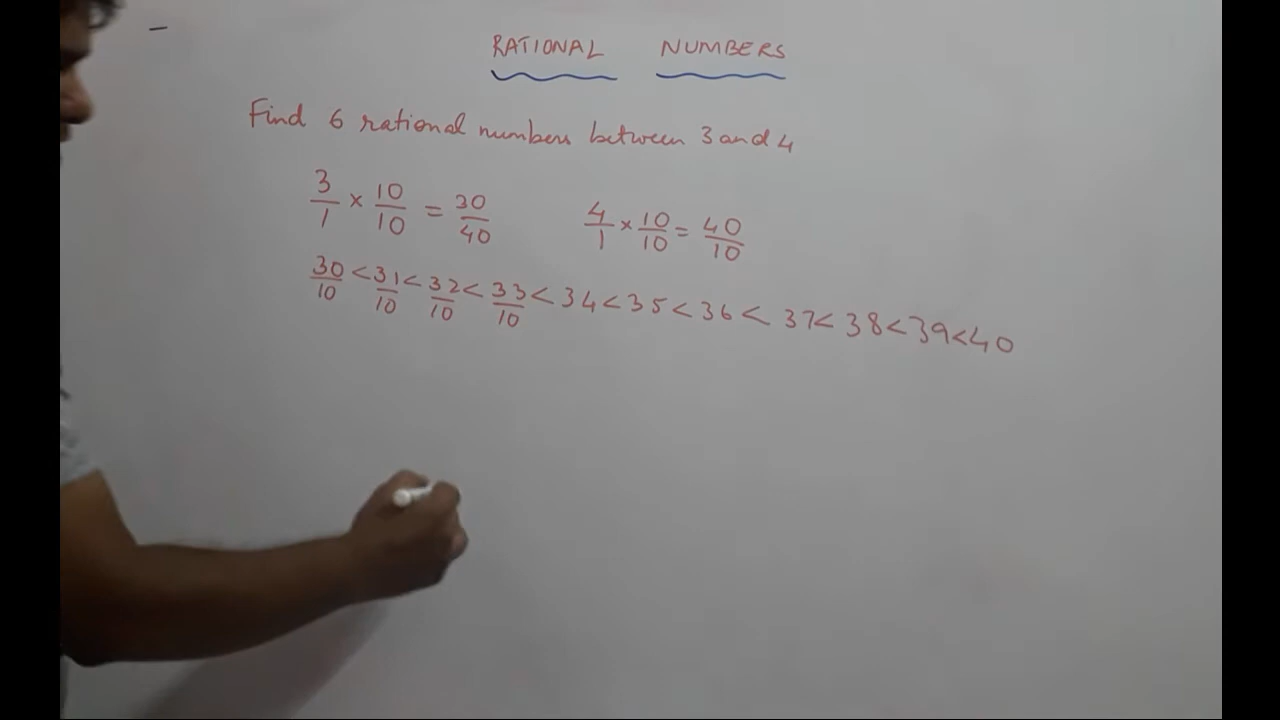 RATIONAL NUMBERS
Find 6 rational numbers between 3 and 4
3/1 × 10/10 = 30/40 4/1 × 10/10 = 40/10
30/10 < 31/10 < 32/10 < 33/10 < 34 < 35 < 36 < 37 < 38 < 39 < 40